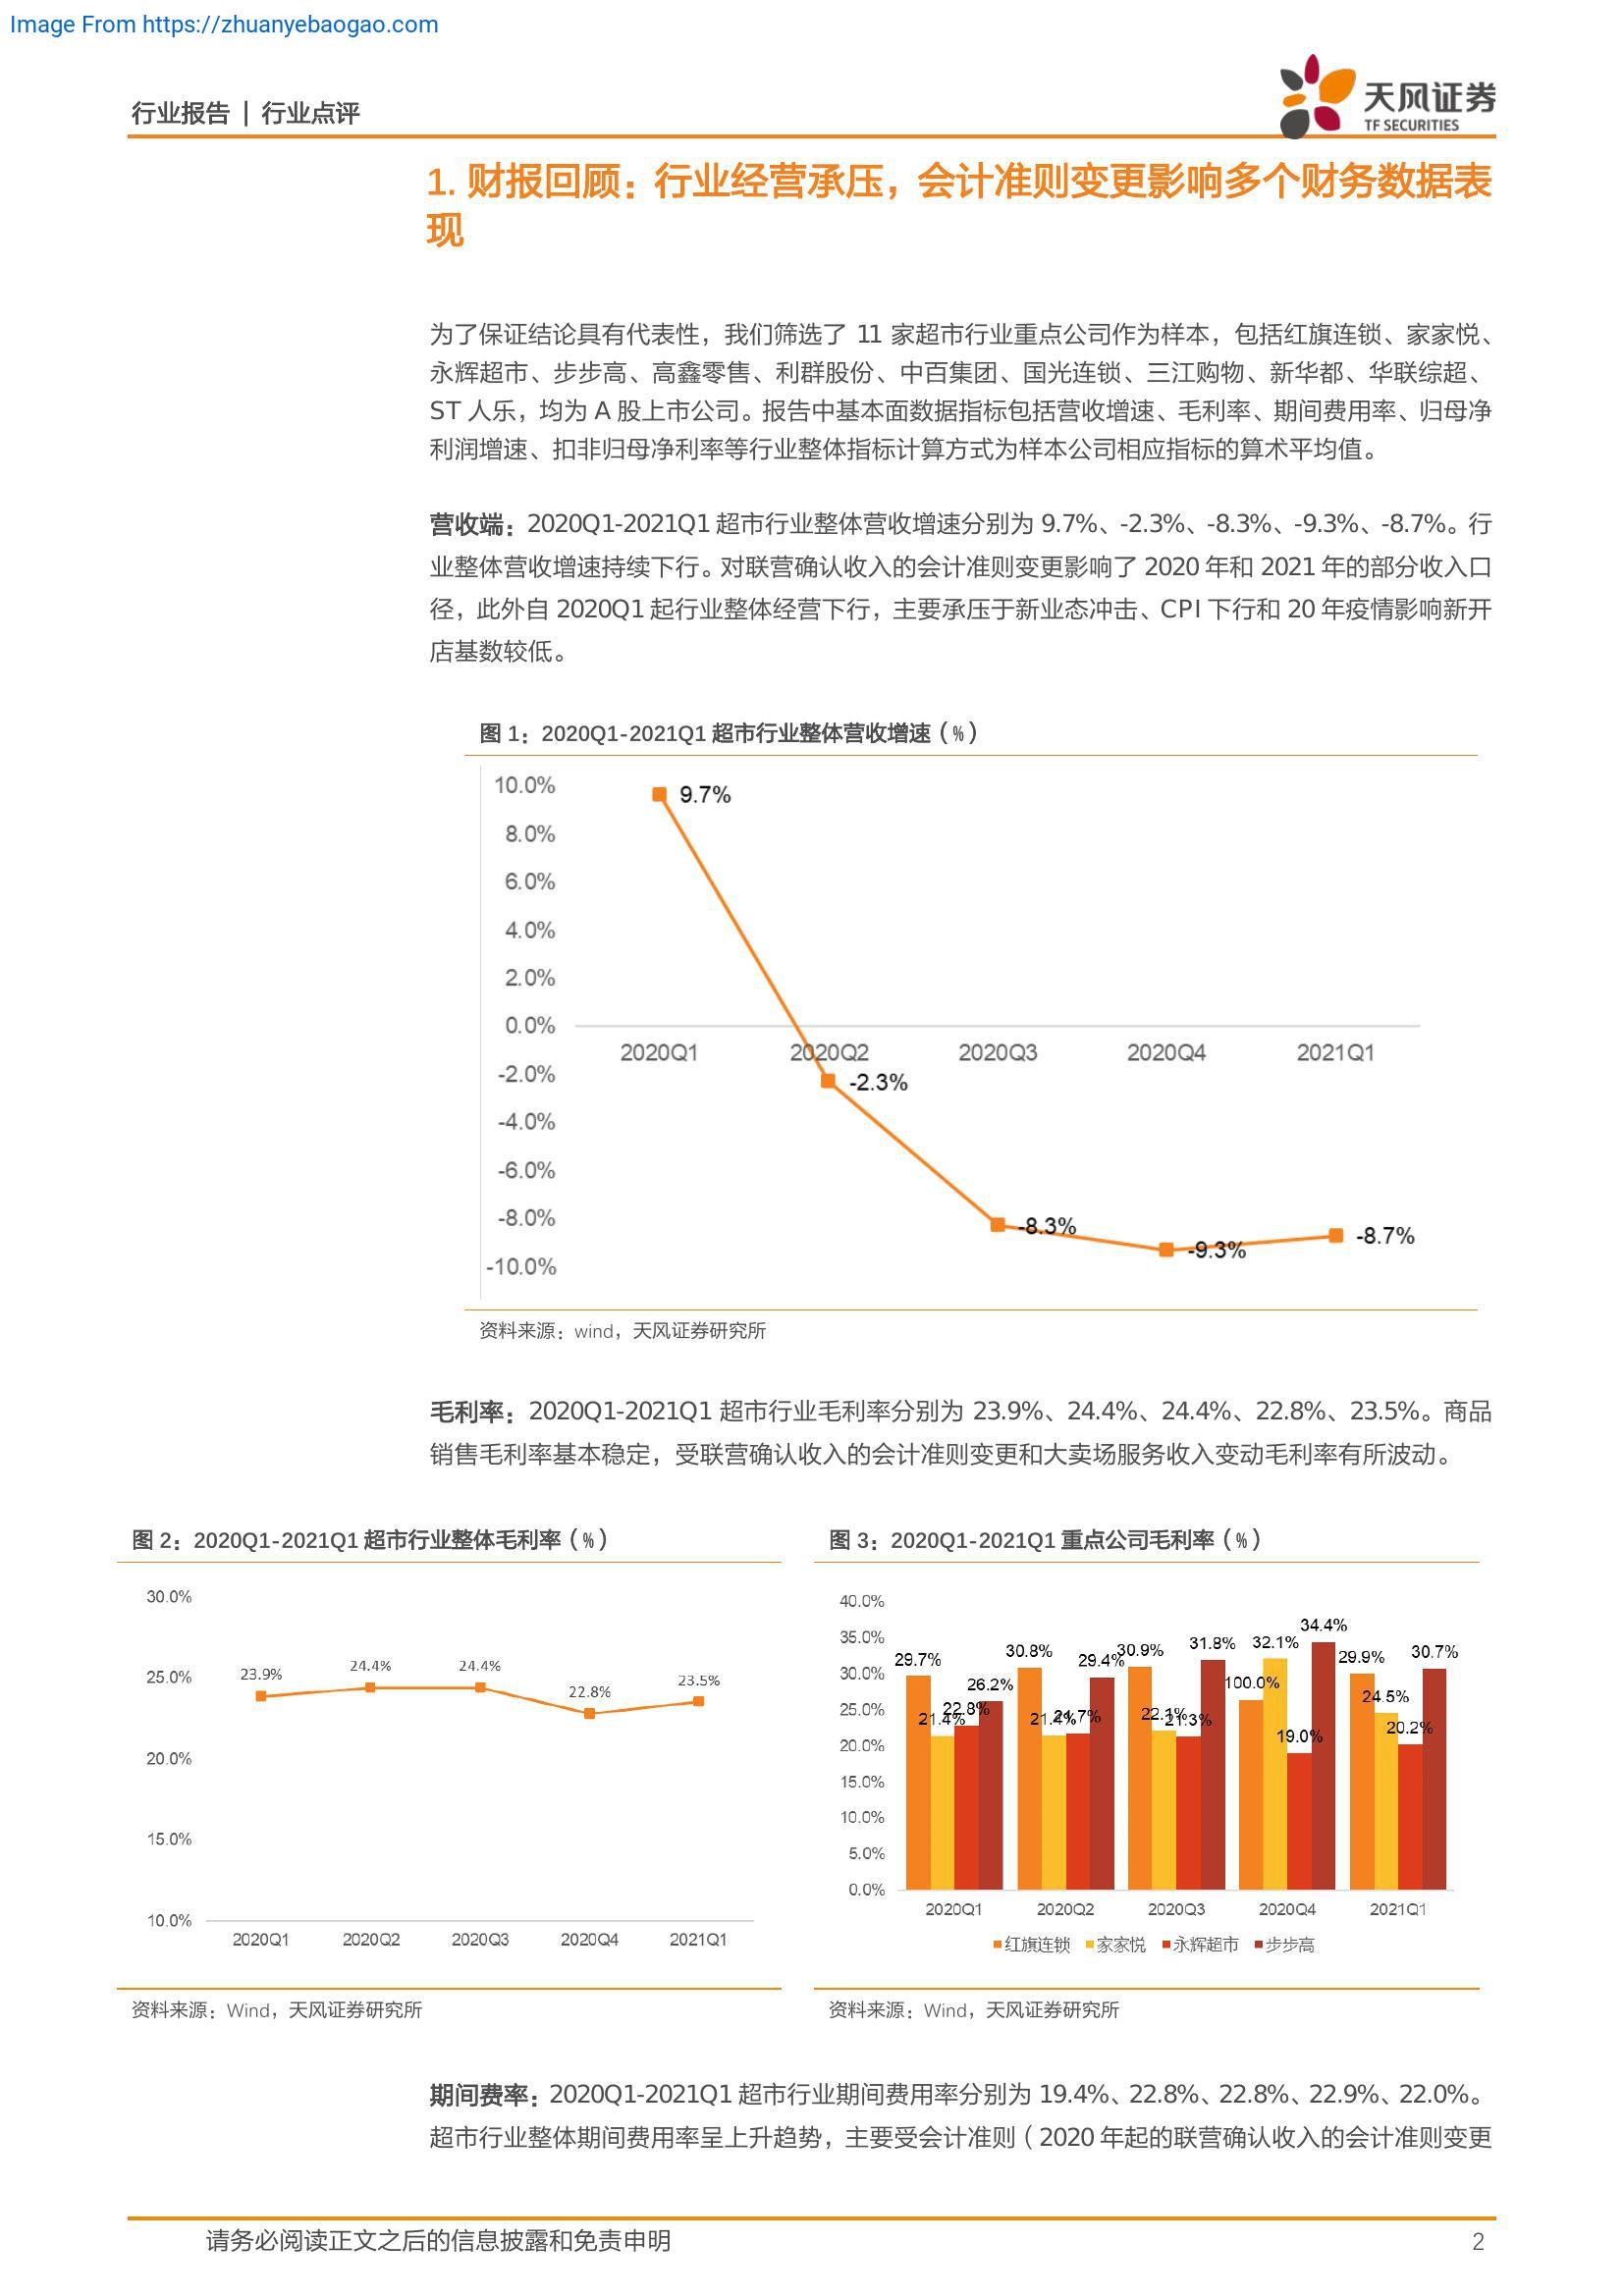 Image From https://zhuanyebaogao.com
行业报告 | 行业点评
天风证券
TF SECURITIES
1. 财报回顾：行业经营承压，会计准则变更影响多个财务数据表
现
为了保证结论具有代表性，我们筛选了 11 家超市行业重点公司作为样本，包括红旗连锁、家家悦、
永辉超市、步步高、高鑫零售、利群股份、中百集团、国光连锁、三江购物、新华都、华联综超、
ST 人乐，均为 A 股上市公司。报告中基本面数据指标包括营收增速、毛利率、期间费用率、归母净
利润增速、扣非归母净利率等行业整体指标计算方式为样本公司相应指标的算术平均值。
营收端：2020Q1-2021Q1 超市行业整体营收增速分别为 9.7%、-2.3%、-8.3%、-9.3%、-8.7%。行
业整体营收增速持续下行。对联营确认收入的会计准则变更影响了 2020 年和 2021 年的部分收入口
径，此外自 2020Q1 起行业整体经营下行，主要承压于新业态冲击、CPI 下行和 20 年疫情影响新开
店基数较低。
图 1：2020Q1-2021Q1 超市行业整体营收增速（%）
10.0%
8.0%
6.0%
4.0%
2.0%
0.0%
-2.0%
-4.0%
-6.0%
-8.0%
-10.0%
9.7%
-2.3%
-8.3%
-9.3%
-8.7%
2020Q1 2020Q2 2020Q3 2020Q4 2021Q1
资料来源：wind，天风证券研究所
毛利率：2020Q1-2021Q1 超市行业毛利率分别为 23.9%、24.4%、24.4%、22.8%、23.5%。商品
销售毛利率基本稳定，受联营确认收入的会计准则变更和大卖场服务收入变动毛利率有所波动。
图 2：2020Q1-2021Q1 超市行业整体毛利率（%）
30.0%
25.0%
20.0%
15.0%
10.0%
23.9% 24.4% 24.4% 22.8% 23.5%
2020Q1 2020Q2 2020Q3 2020Q4 2021Q1
资料来源：Wind，天风证券研究所
图 3：2020Q1-2021Q1 重点公司毛利率（%）
40.0%
35.0%
30.0%
25.0%
20.0%
15.0%
10.0%
5.0%
0.0%
29.7% 21.4% 22.8% 26.2%
30.8% 21.4% 21.7% 29.4%
30.9% 22.1% 21.3% 31.8%
100.0% 32.1% 19.0% 34.4%
29.9% 24.5% 20.2% 30.7%
2020Q1 2020Q2 2020Q3 2020Q4 2021Q1
红旗连锁 家家悦 永辉超市 步步高
资料来源：Wind，天风证券研究所
期间费率：2020Q1-2021Q1 超市行业期间费用率分别为 19.4%、22.8%、22.8%、22.9%、22.0%。
超市行业整体期间费用率呈上升趋势，主要受会计准则（2020 年起的联营确认收入的会计准则变更
请务必阅读正文之后的信息披露和免责申明
2